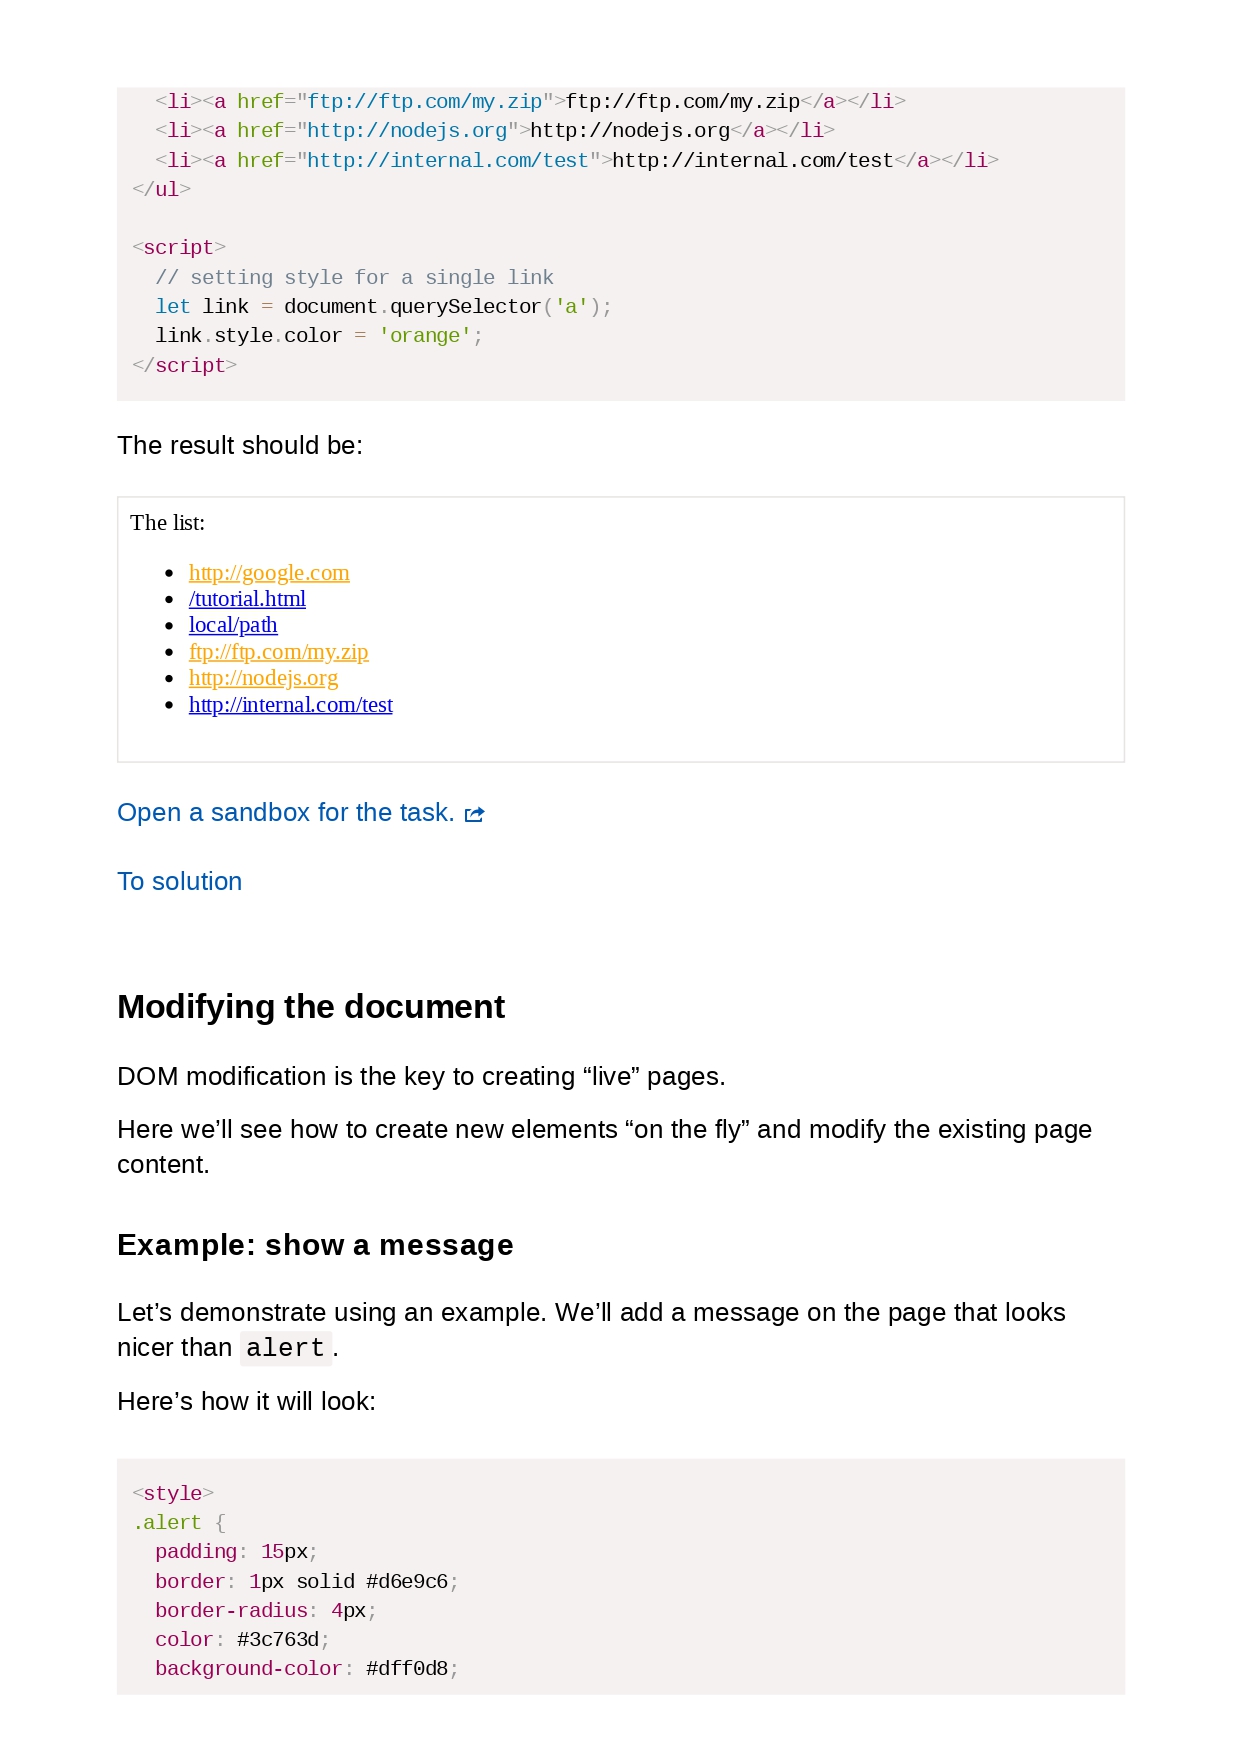 <li><a href="ftp://ftp.com/my.zip">ftp://ftp.com/my.zip</a></li>
  <li><a href="http://nodejs.org">http://nodejs.org</a></li>
  <li><a href="http://internal.com/test">http://internal.com/test</a></li>
</ul>

<script>
  // setting style for a single link
  let link = document.querySelector('a');
  link.style.color = 'orange';
</script>
The result should be:
The list:
• http://google.com
• /tutorial.html
• local/path
• ftp://ftp.com/my.zip
• http://nodejs.org
• http://internal.com/test
Open a sandbox for the task.
To solution
Modifying the document
DOM modification is the key to creating “live” pages.
Here we’ll see how to create new elements “on the fly” and modify the existing page
content.
Example: show a message
Let’s demonstrate using an example. We’ll add a message on the page that looks
nicer than alert.
Here’s how it will look:
<style>
.alert {
  padding: 15px;
  border: 1px solid #d6e9c6;
  border-radius: 4px;
  color: #3c763d;
  background-color: #dff0d8;